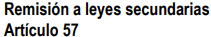 Remisión a leyes secundarias
Artículo 57